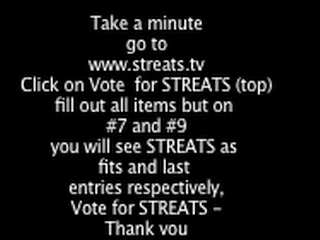 Take a minute
go to
www.streats.tv
Click on Vote  for STREATS (top)
fill out all items but on
#7 and #9
you will see STREATS as
fits and last
entries respectively,
Vote for STREATS -
Thank you